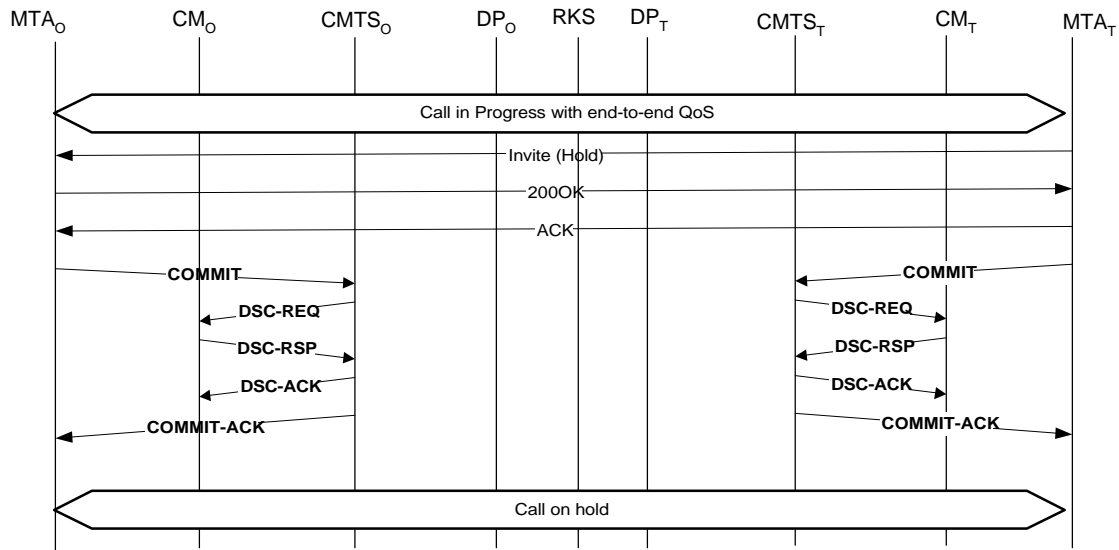 MTAO CMO CMTSO DPO RKS DPT CMTST CMT MTAT
Call in Progress with end-to-end QoS
Invite (Hold)
200OK
ACK
COMMIT COMMIT
DSC-REQ DSC-REQ
DSC-RSP DSC-RSP
DSC-ACK DSC-ACK
COMMIT-ACK COMMIT-ACK
Call on hold